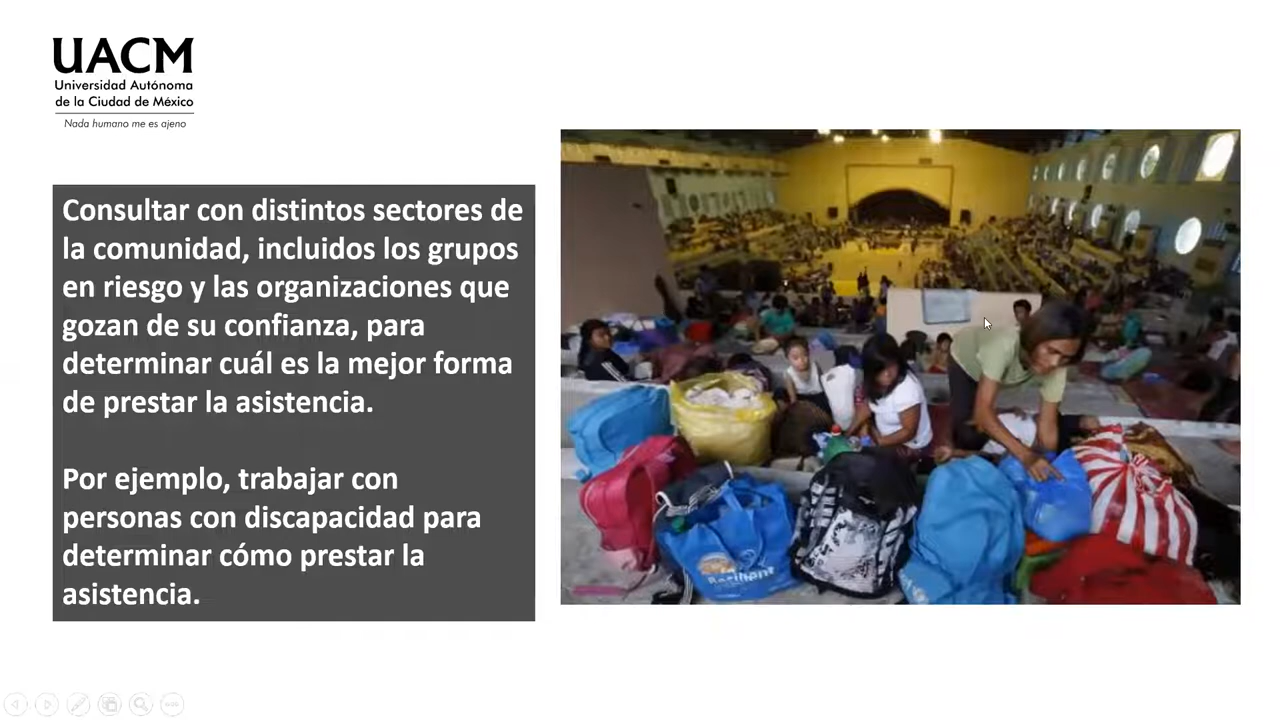 UACM
Universidad Autónoma
de la Ciudad de México
Nada humano me es ajeno
Consultar con distintos sectores de
la comunidad, incluidos los grupos
en riesgo y las organizaciones que
gozan de su confianza, para
determinar cuál es la mejor forma
de prestar la asistencia.
Por ejemplo, trabajar con
personas con discapacidad para
determinar cómo prestar la
asistencia.
Resilient